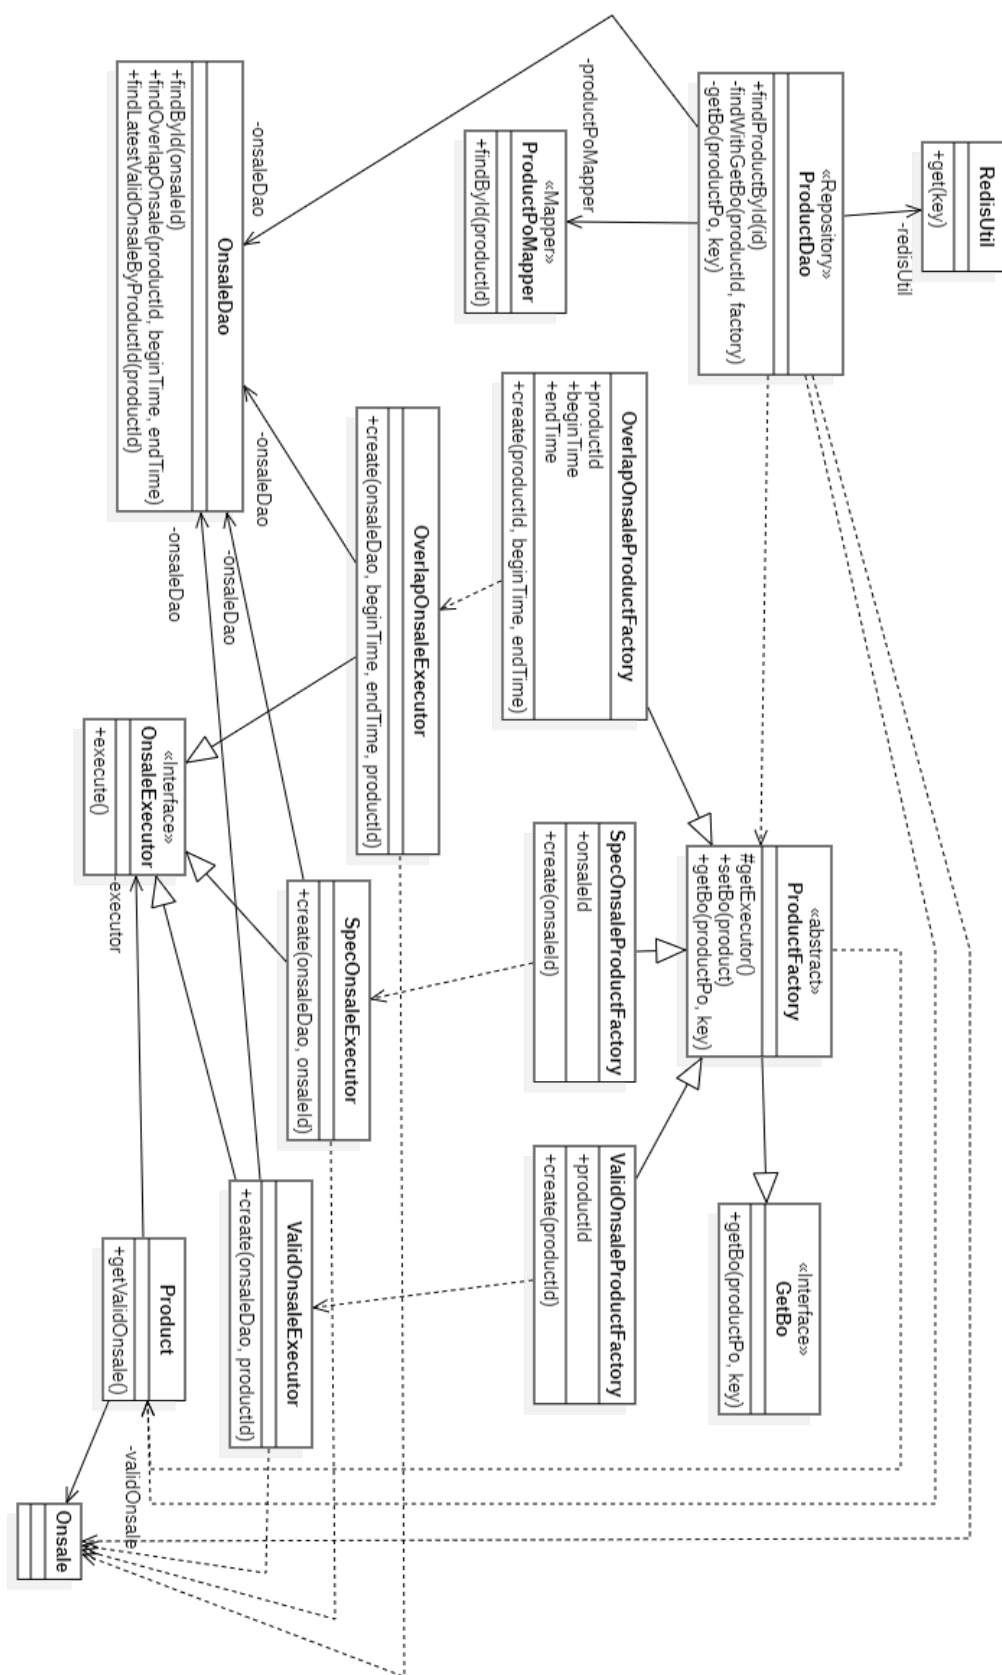 RedisUtil
+get(key)
-redisUtil
«Repository»
ProductDao
+findProductById(id)
-findWithGetBo(productId, factory)
-getBo(productPo, key)
-productPoMapper
«Mapper»
ProductPoMapper
+findById(productId)
-onsaleDao
OnsaleDao
+findById(onsaleId)
+findOverlapOnsale(productId, beginTime, endTime)
+findLatestValidOnsaleByProductId(productId)
OverlapOnsaleProductFactory
+productId
+beginTime
+endTime
+create(productId, beginTime, endTime)
OverlapOnsaleExecutor
+create(onsaleDao, beginTime, endTime, productId)
-onsaleDao
-onsaleDao
-onsaleDao
«abstract»
ProductFactory
#getExecutor()
+setBo(product)
+getBo(productPo, key)
SpecOnsaleProductFactory
+onsaleId
+create(onsaleId)
SpecOnsaleExecutor
+create(onsaleDao, onsaleId)
«Interface»
OnsaleExecutor
+execute()
-executor
«Interface»
GetBo
+getBo(productPo, key)
ValidOnsaleProductFactory
+productId
+create(productId)
ValidOnsaleExecutor
+create(onsaleDao, productId)
Product
+getValidOnsale()
-validOnsale
Onsale